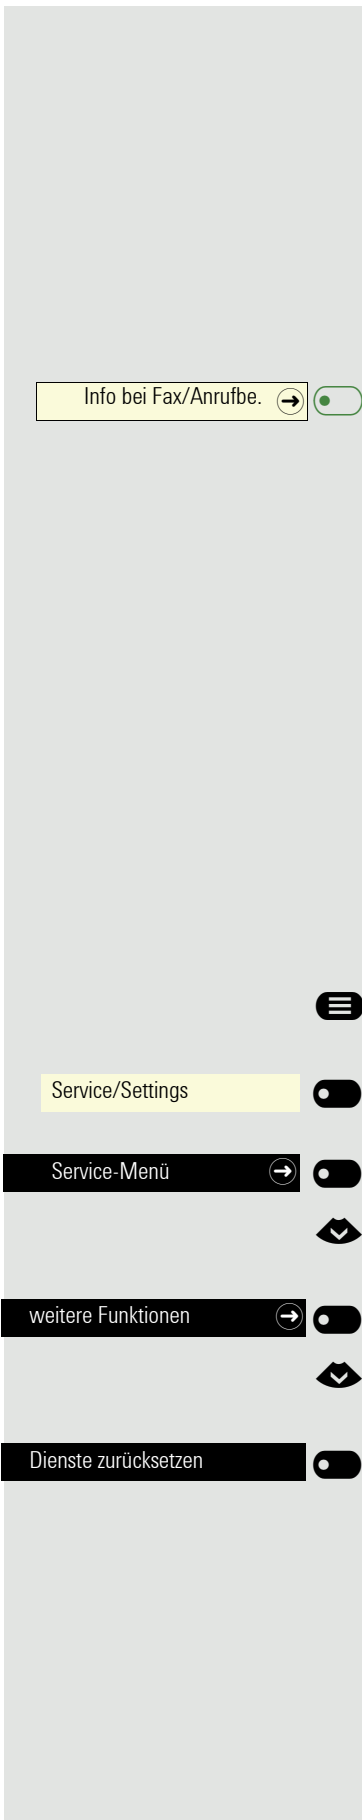 Info bei Fax/Anrufbe.
Service/Settings
Service-Menü
weitere Funktionen
Dienste zurücksetzen